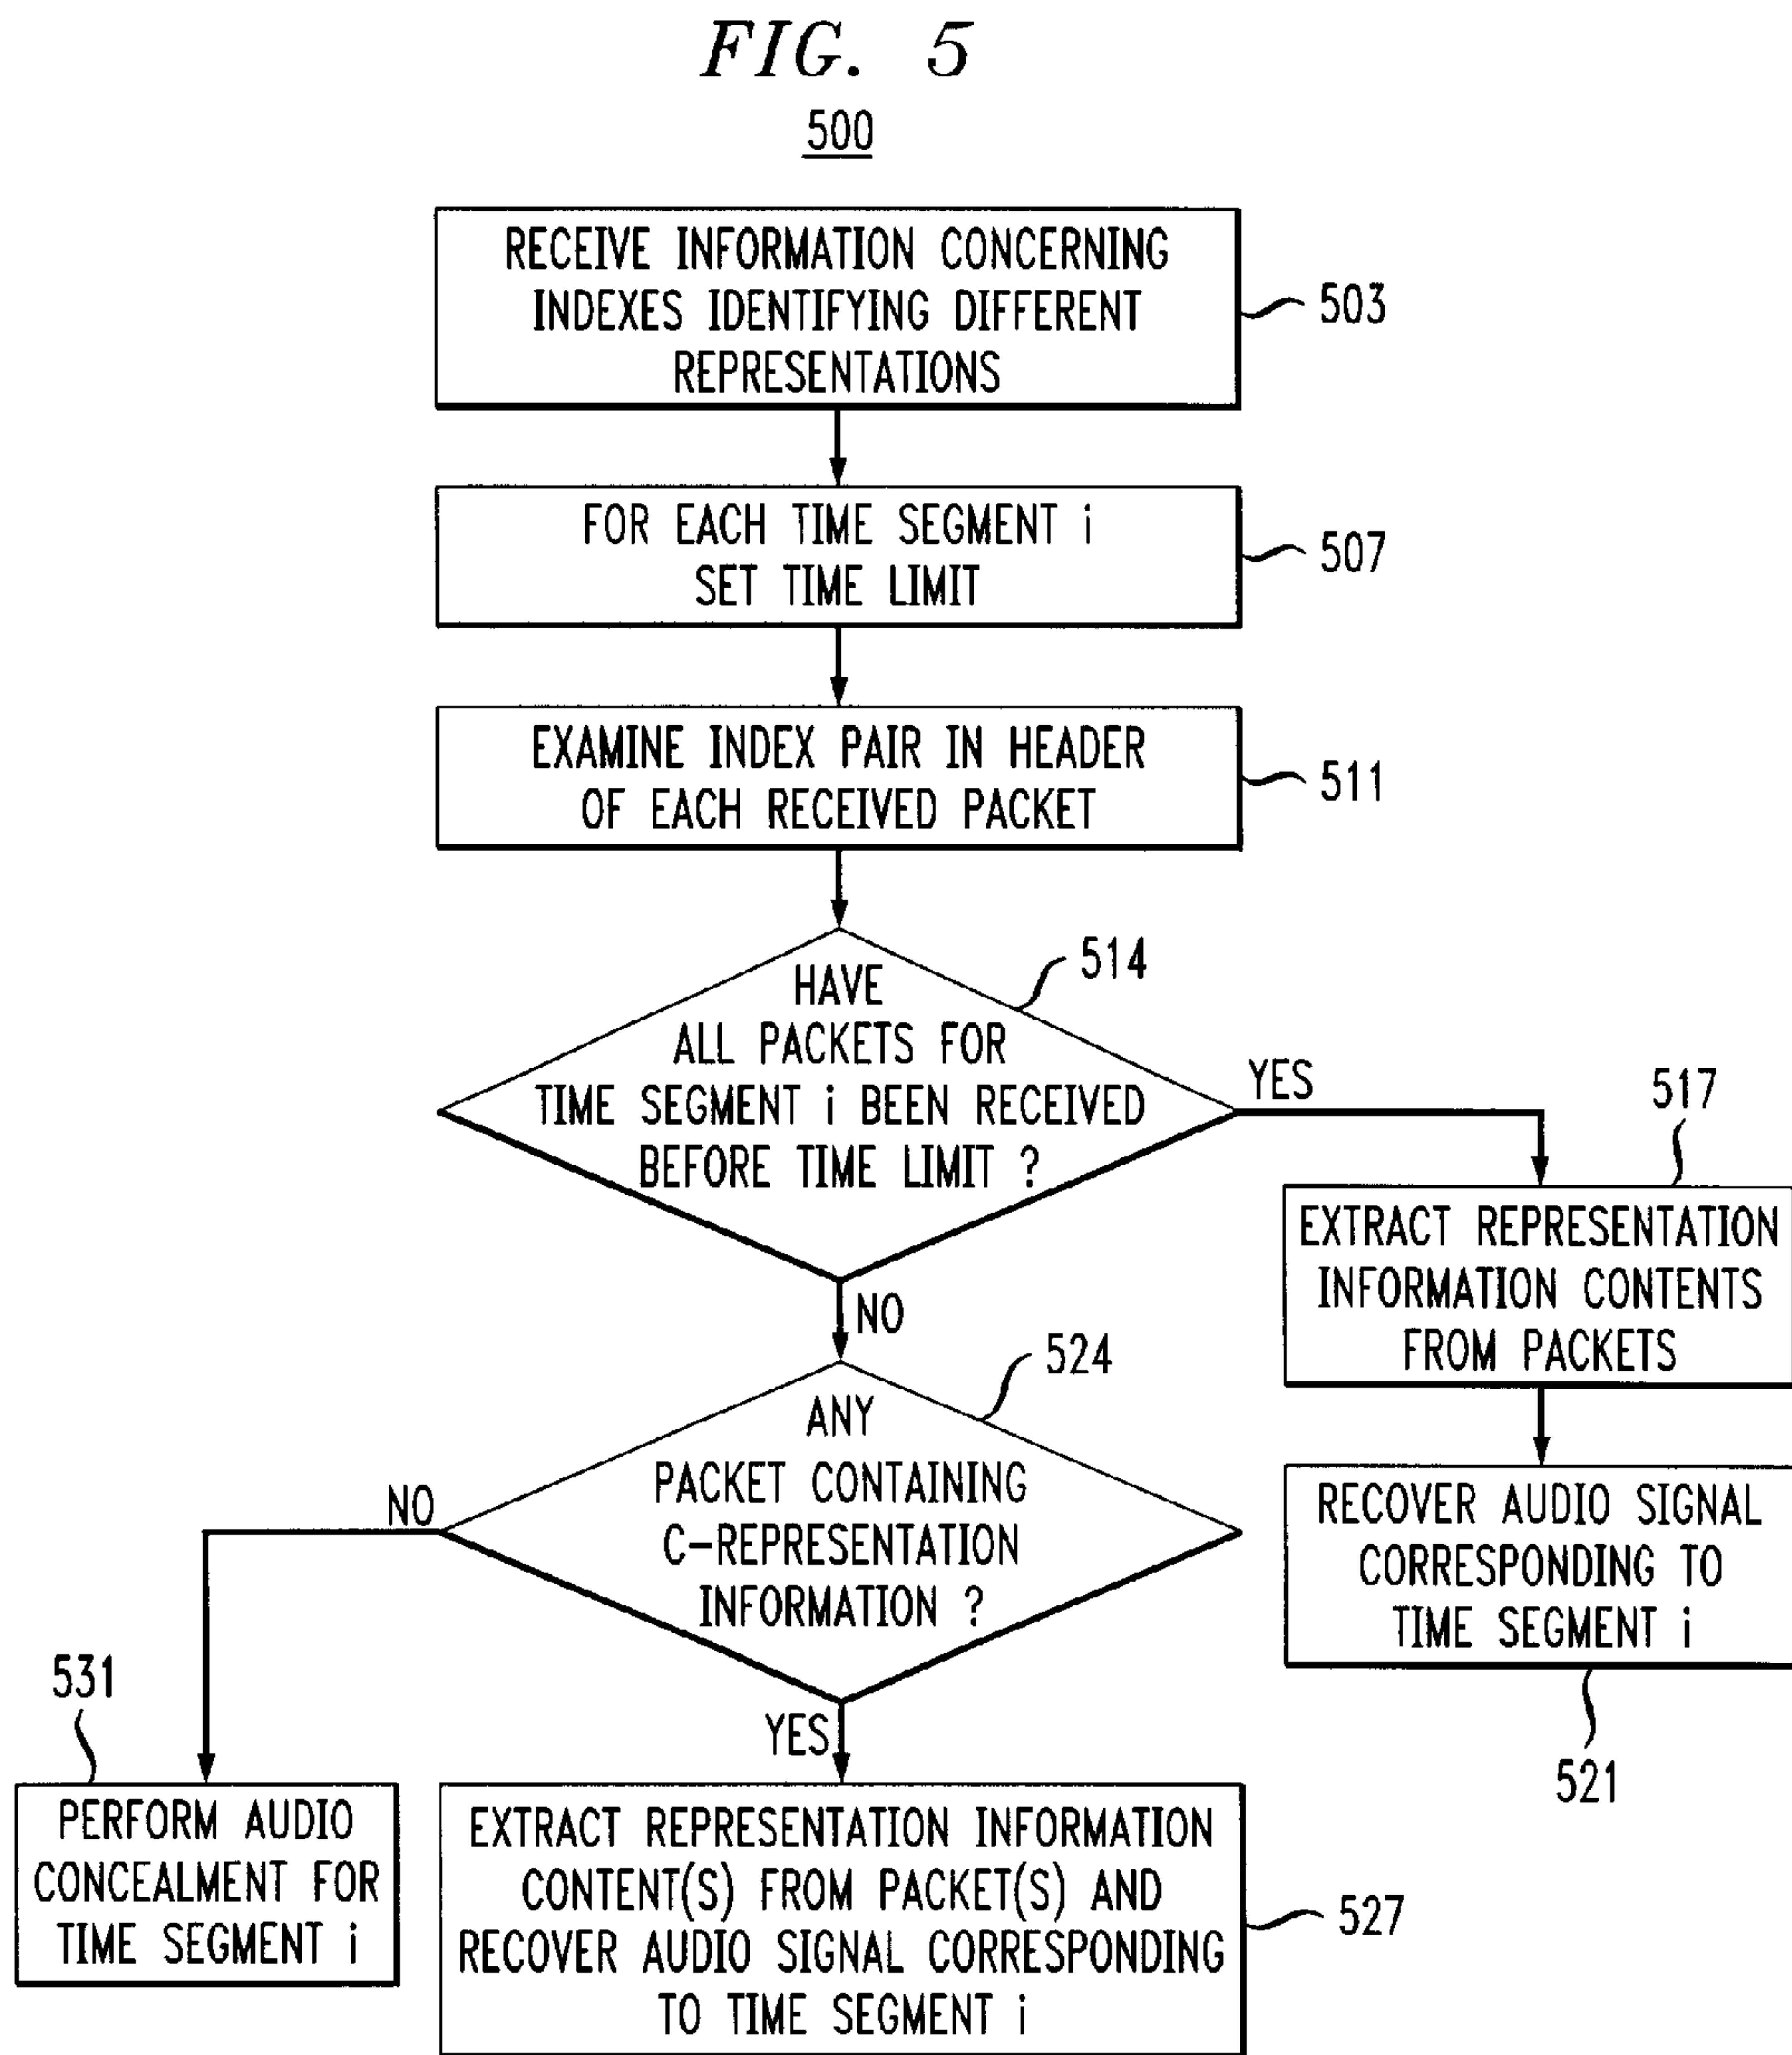 FIG. 5
500
RECEIVE INFORMATION CONCERNING
INDEXES IDENTIFYING DIFFERENT
REPRESENTATIONS
503
FOR EACH TIME SEGMENT i
SET TIME LIMIT
507
EXAMINE INDEX PAIR IN HEADER
OF EACH RECEIVED PACKET
511
HAVE
ALL PACKETS FOR
TIME SEGMENT i BEEN RECEIVED
BEFORE TIME LIMIT ?
514
YES
517
EXTRACT REPRESENTATION
INFORMATION CONTENTS
FROM PACKETS
RECOVER AUDIO SIGNAL
CORRESPONDING TO
TIME SEGMENT i
521
NO
524
ANY
PACKET CONTAINING
C-REPRESENTATION
INFORMATION ?
NO
531
PERFORM AUDIO
CONCEALMENT FOR
TIME SEGMENT i
YES
EXTRACT REPRESENTATION INFORMATION
CONTENT(S) FROM PACKET(S) AND
RECOVER AUDIO SIGNAL CORRESPONDING
TO TIME SEGMENT i
527